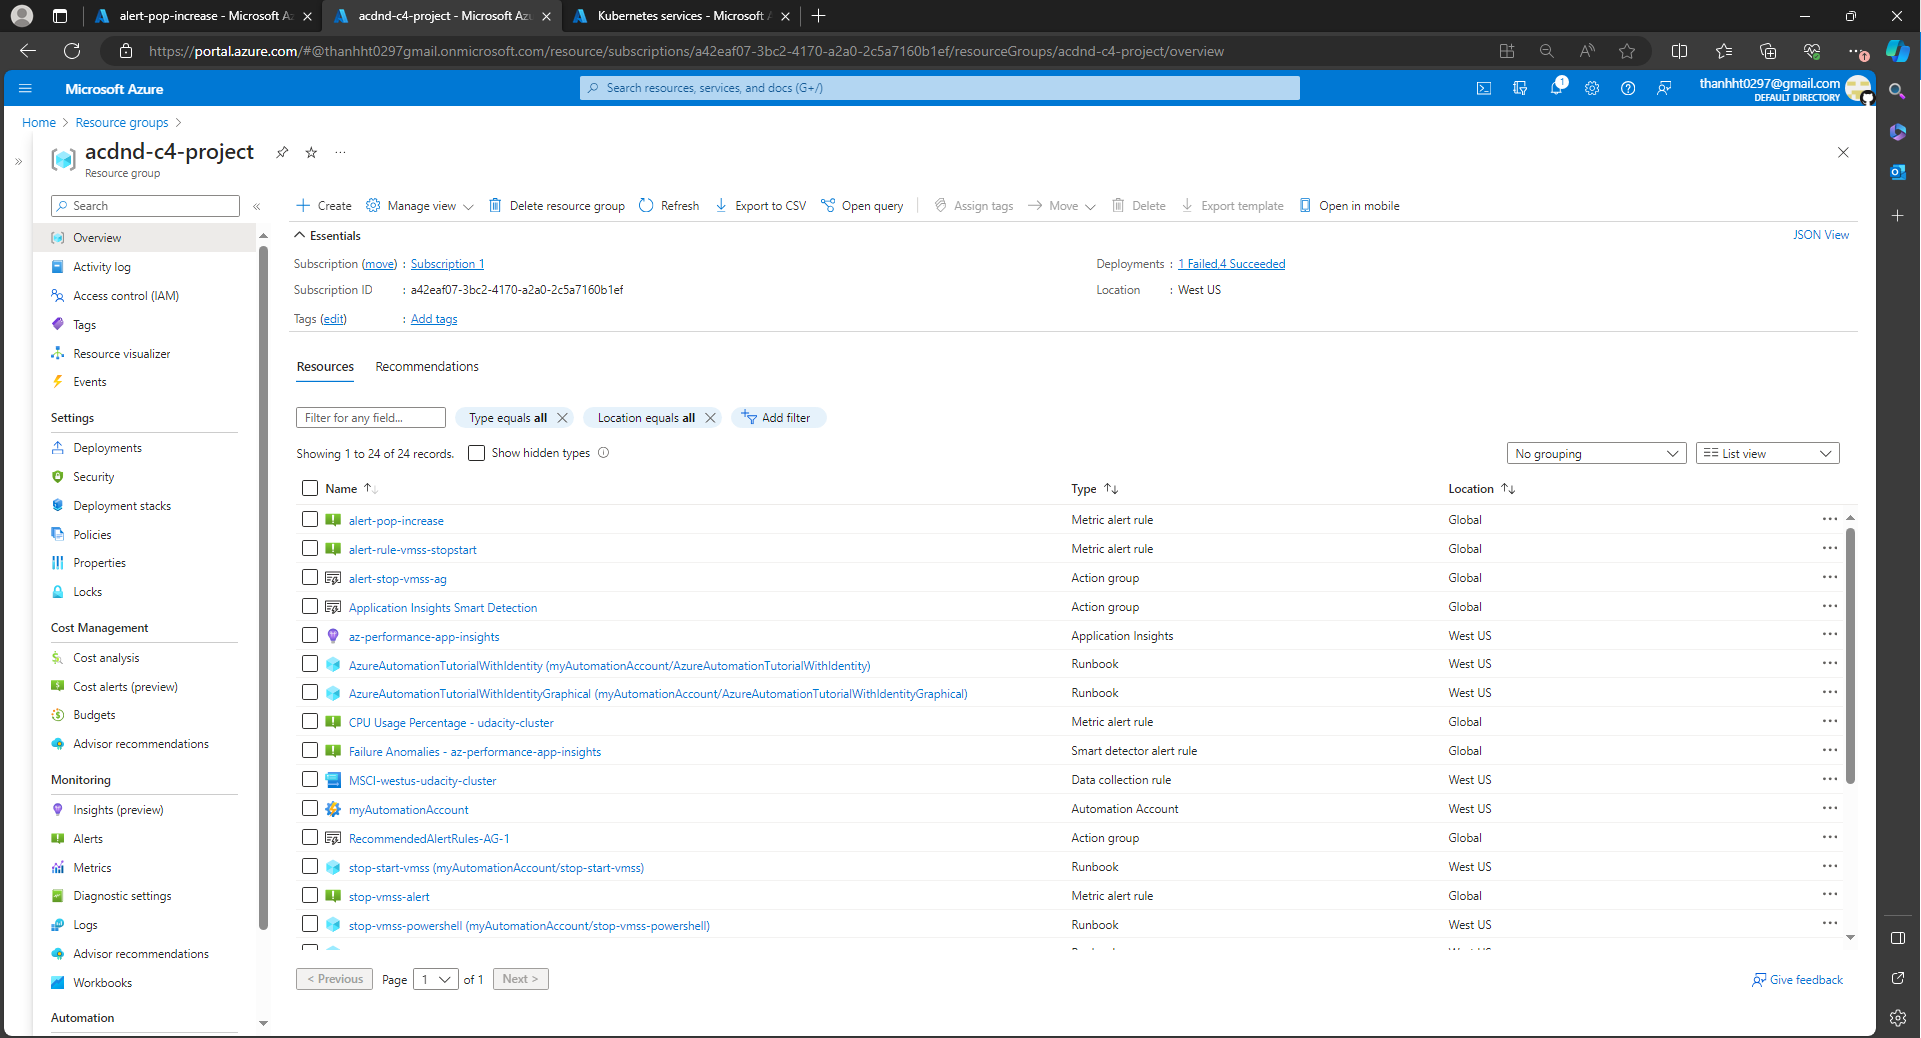 alert-pop-increase - Microsoft Az
acdnd-c4-project - Microsoft Azu
Kubernetes services - Microsoft A
https://portal.azure.com/#@thanhht0297gmail.onmicrosoft.com/resource/subscriptions/a42eaf07-3bc2-4170-a2a0-2c5a7160b1ef/resourceGroups/acdnd-c4-project/overview
Microsoft Azure
Search resources, services, and docs (G+/)
1
thanhht0297@gmail.com
DEFAULT DIRECTORY
Home > Resource groups >
acdnd-c4-project
Resource group
Search
Overview
Activity log
Access control (IAM)
Tags
Resource visualizer
Events
Settings
Deployments
Security
Deployment stacks
Policies
Properties
Locks
Cost Management
Cost analysis
Cost alerts (preview)
Budgets
Advisor recommendations
Monitoring
Insights (preview)
Alerts
Metrics
Diagnostic settings
Logs
Advisor recommendations
Workbooks
Automation
Create Manage view Delete resource group Refresh Export to CSV Open query Assign tags Move Delete Export template Open in mobile
Essentials
JSON View
Subscription (move) : Subscription 1
Deployments : 1 Failed,4 Succeeded
Subscription ID : a42eaf07-3bc2-4170-a2a0-2c5a7160b1ef
Location : West US
Tags (edit) : Add tags
Resources Recommendations
Filter for any field... Type equals all Location equals all Add filter
Showing 1 to 24 of 24 records. Show hidden types
No grouping List view
Name Type Location
alert-pop-increase Metric alert rule Global
alert-rule-vmss-stopstart Metric alert rule Global
alert-stop-vmss-ag Action group Global
Application Insights Smart Detection Action group Global
az-performance-app-insights Application Insights West US
AzureAutomationTutorialWithIdentity (myAutomationAccount/AzureAutomationTutorialWithIdentity) Runbook West US
AzureAutomationTutorialWithIdentityGraphical (myAutomationAccount/AzureAutomationTutorialWithIdentityGraphical) Runbook West US
CPU Usage Percentage - udacity-cluster Metric alert rule Global
Failure Anomalies - az-performance-app-insights Smart detector alert rule Global
MSCI-westus-udacity-cluster Data collection rule West US
myAutomationAccount Automation Account West US
RecommendedAlertRules-AG-1 Action group Global
stop-start-vmss (myAutomationAccount/stop-start-vmss) Runbook West US
stop-vmss-alert Metric alert rule Global
stop-vmss-powershell (myAutomationAccount/stop-vmss-powershell) Runbook West US
< Previous Page 1 of 1 Next >
Give feedback